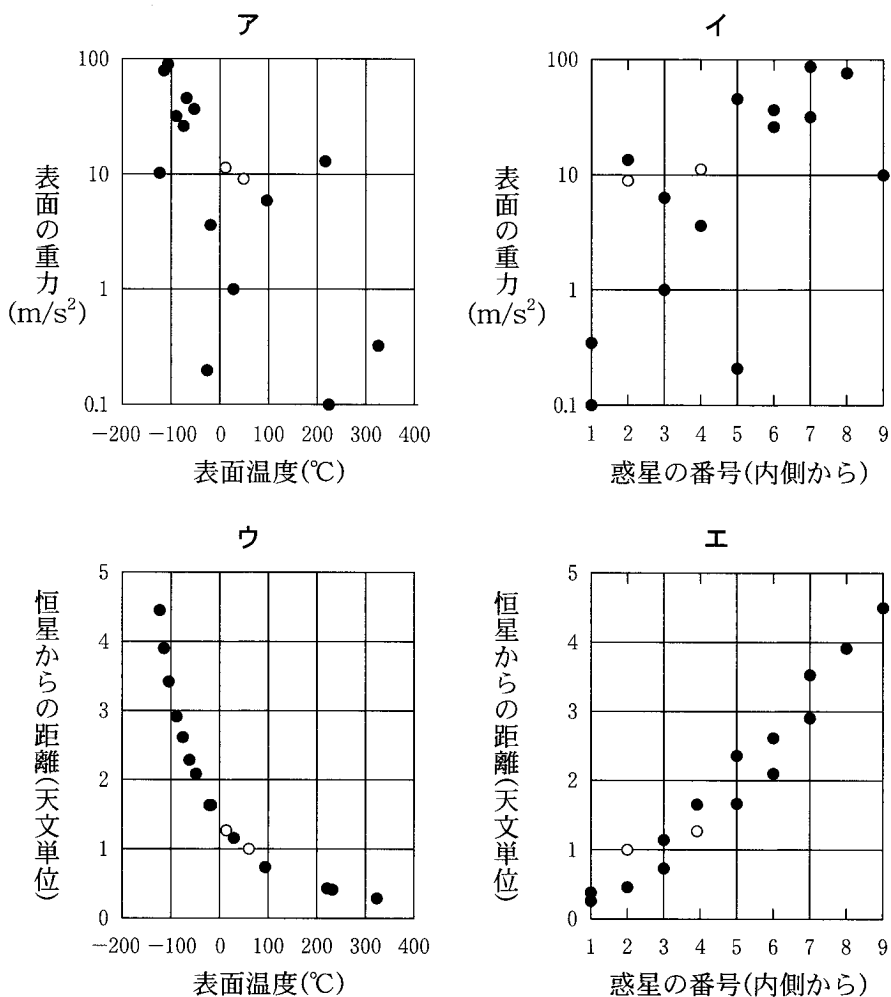 ア
100
10
1
0.1
表面の重力
(m/s²)
−200 −100 0 100 200 300 400
表面温度(℃)
イ
100
10
1
0.1
表面の重力
(m/s²)
1 2 3 4 5 6 7 8 9
惑星の番号(内側から)
ウ
5
4
3
2
1
0
恒星からの距離(天文単位)
−200 −100 0 100 200 300 400
表面温度(℃)
エ
5
4
3
2
1
0
恒星からの距離(天文単位)
1 2 3 4 5 6 7 8 9
惑星の番号(内側から)